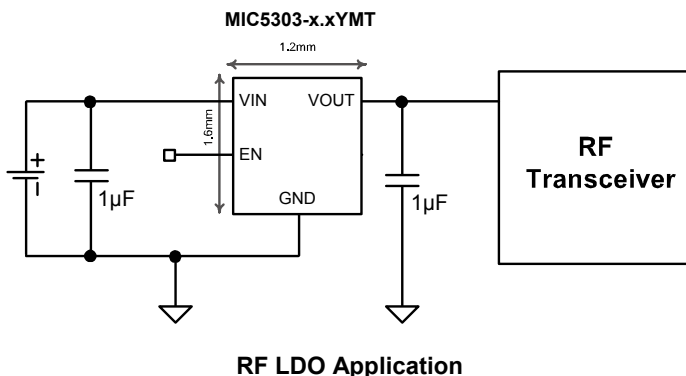 MIC5303-x.xYMT
1.2mm
1.6mm
VIN
VOUT
EN
GND
+
–
1µF
1µF
RF
Transceiver
RF LDO Application